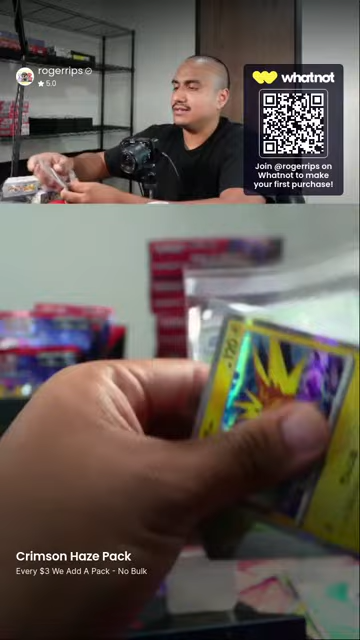 rogerrips
5.0
whatnot
Join @rogerrips on
Whatnot to make
your first purchase!
120
Crimson Haze Pack
Every $3 We Add A Pack - No Bulk